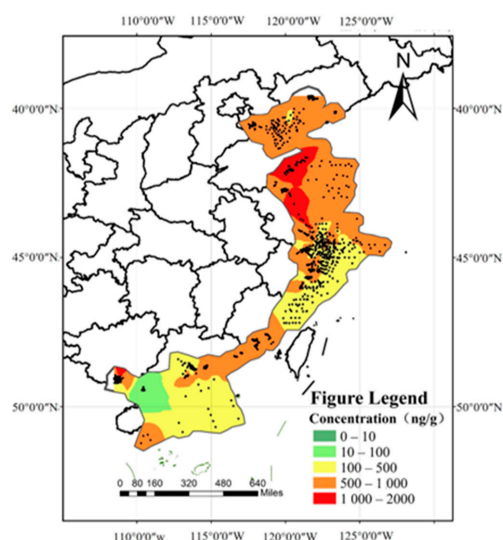 110°0'0"W 115°0'0"W 120°0'0"W 125°0'0"W
N
40°0'0"N 40°0'0"N
45°0'0"N 45°0'0"N
50°0'0"N 50°0'0"N
Figure Legend
Concentration（ng/g）
0 – 10
10 – 100
100 – 500
500 – 1 000
1 000 – 2000
0 80 160 320 480 640
Miles
110°0'0"W 115°0'0"W 120°0'0"W 125°0'0"W